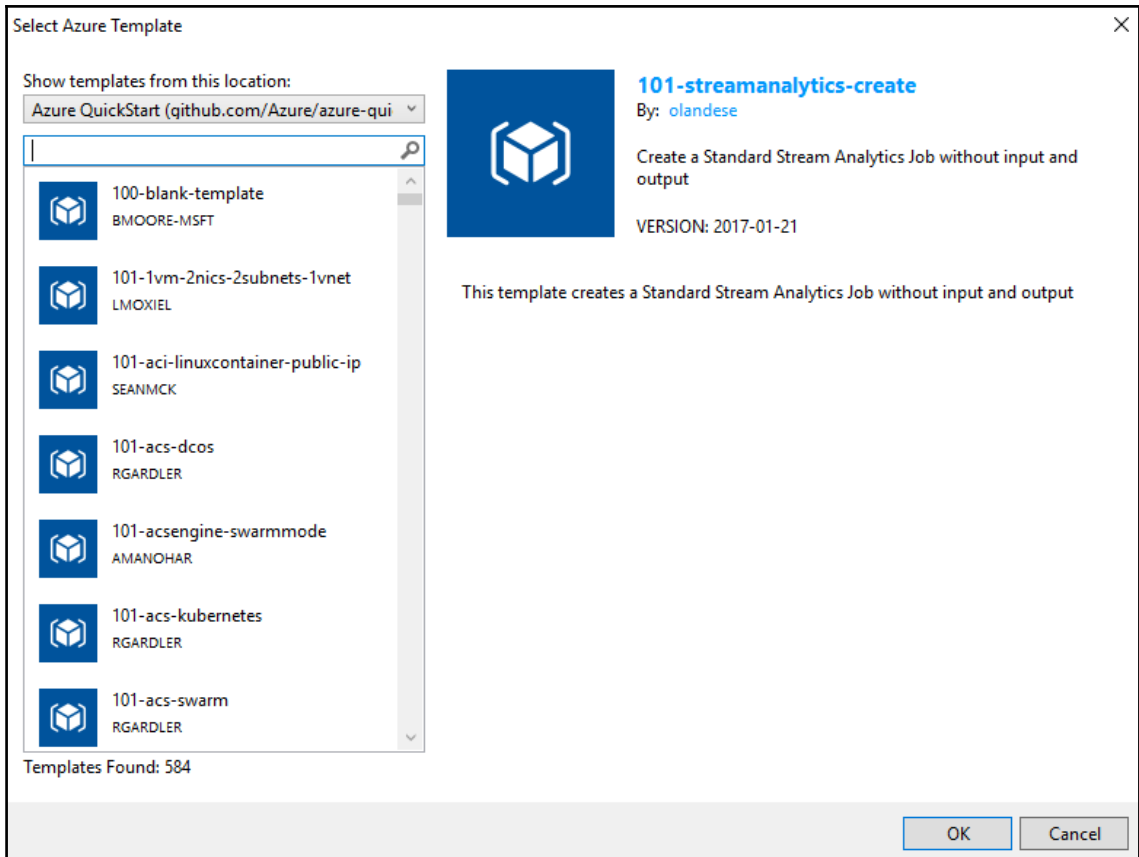 Select Azure Template
Show templates from this location:
Azure QuickStart (github.com/Azure/azure-qui
100-blank-template
BMOORE-MSFT
101-1vm-2nics-2subnets-1vnet
LMOXIEL
101-aci-linuxcontainer-public-ip
SEANMCK
101-acs-dcos
RGARDLER
101-acsengine-swarmmode
AMANOHAR
101-acs-kubernetes
RGARDLER
101-acs-swarm
RGARDLER
Templates Found: 584
101-streamanalytics-create
By: olandese
Create a Standard Stream Analytics Job without input and
output
VERSION: 2017-01-21
This template creates a Standard Stream Analytics Job without input and output
OK
Cancel